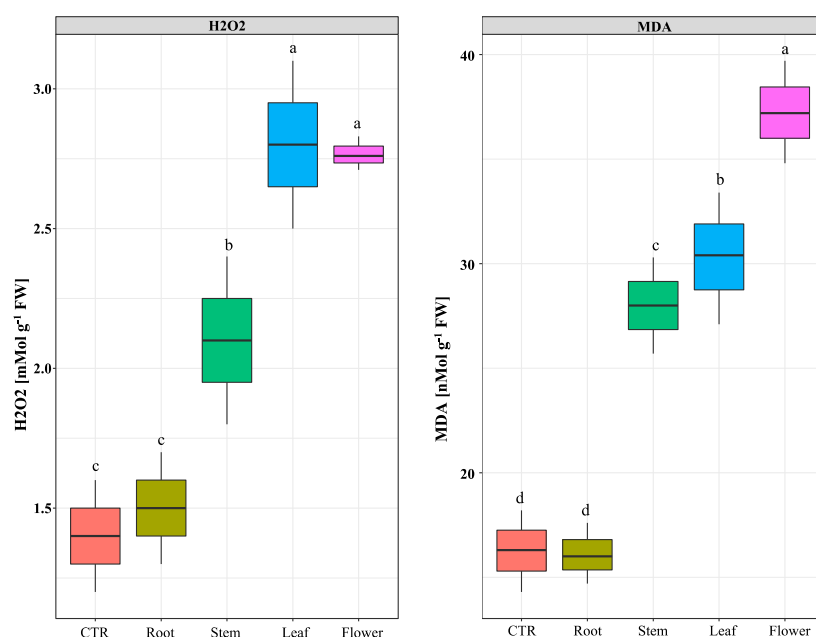 H2O2
MDA
H2O2 [mMol g-1 FW]
3.0
2.5
2.0
1.5
c
c
b
a
a
CTR Root Stem Leaf Flower
MDA [nMol g-1 FW]
40
30
20
d
d
c
b
a
CTR Root Stem Leaf Flower